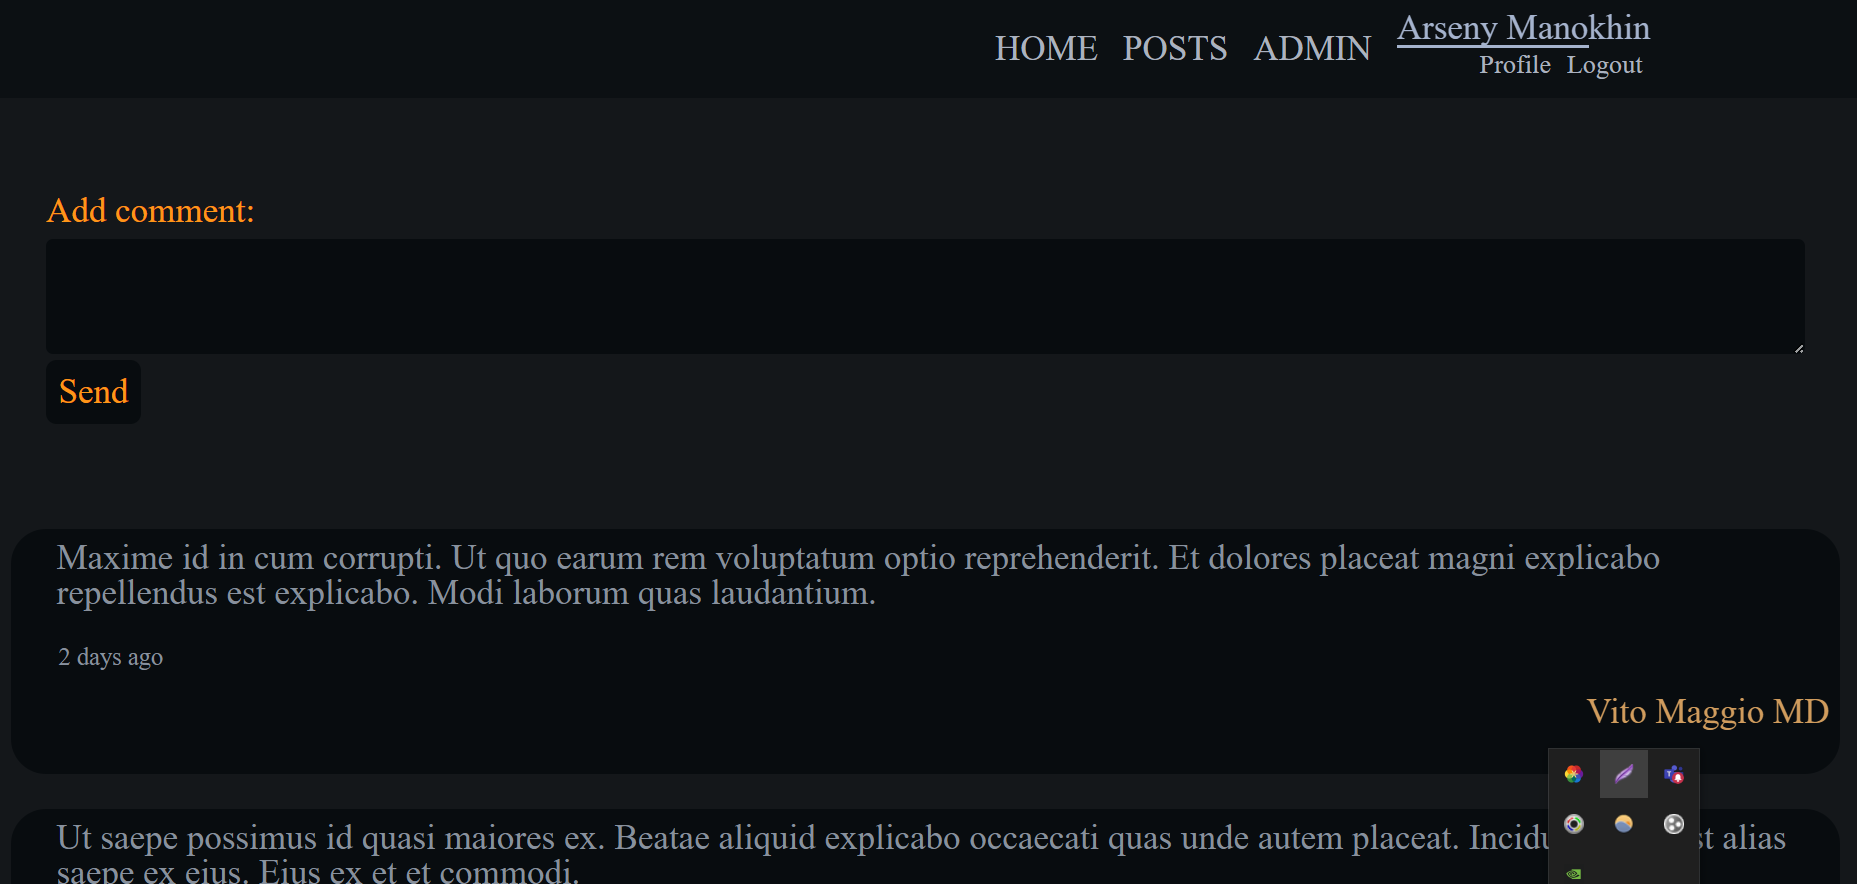 HOME POSTS ADMIN Arseny Manokhin
Profile Logout
Add comment:
Send
Maxime id in cum corrupti. Ut quo earum rem voluptatum optio reprehenderit. Et dolores placeat magni explicabo
repellendus est explicabo. Modi laborum quas laudantium.
2 days ago
Vito Maggio MD
Ut saepe possimus id quasi maiores ex. Beatae aliquid explicabo occaecati quas unde autem placeat. alias
saepe ex eius. Eius ex et et commodi.